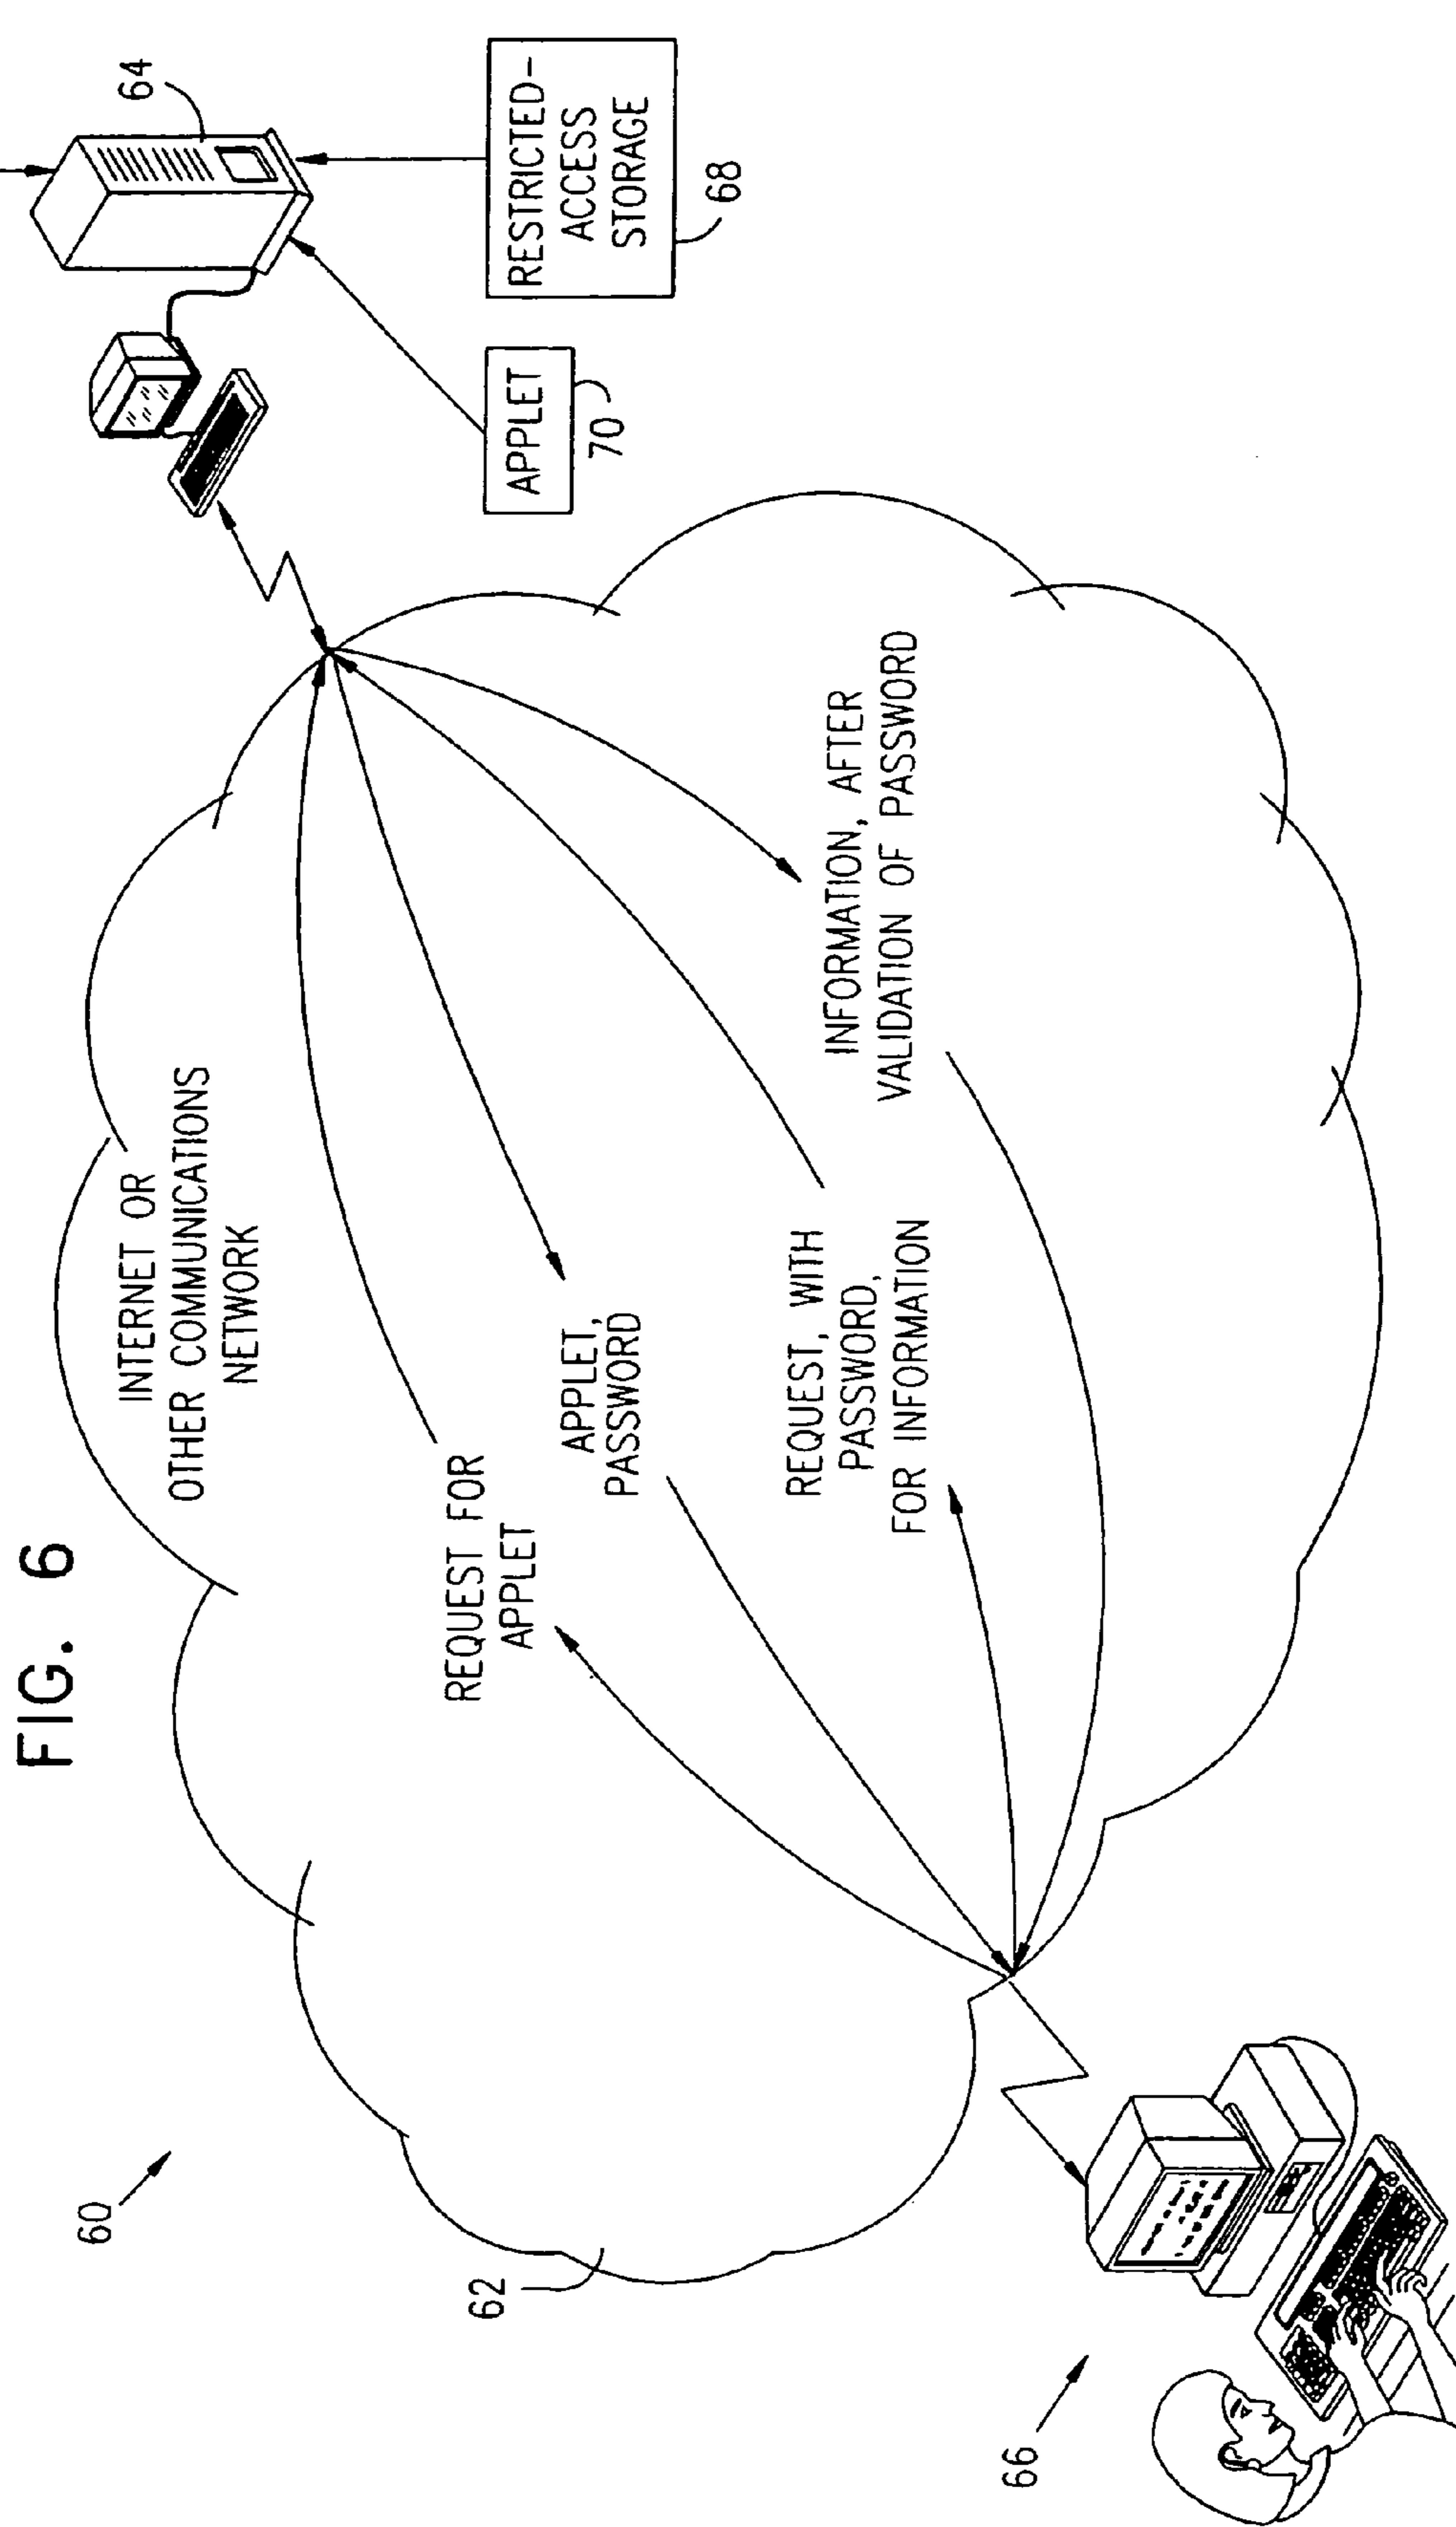 FIG. 6
60
62
INTERNET OR
OTHER COMMUNICATIONS
NETWORK
64
RESTRICTED-
ACCESS
STORAGE
68
APPLET
70
REQUEST FOR
APPLET
APPLET,
PASSWORD
REQUEST, WITH
PASSWORD,
FOR INFORMATION
INFORMATION, AFTER
VALIDATION OF PASSWORD
66